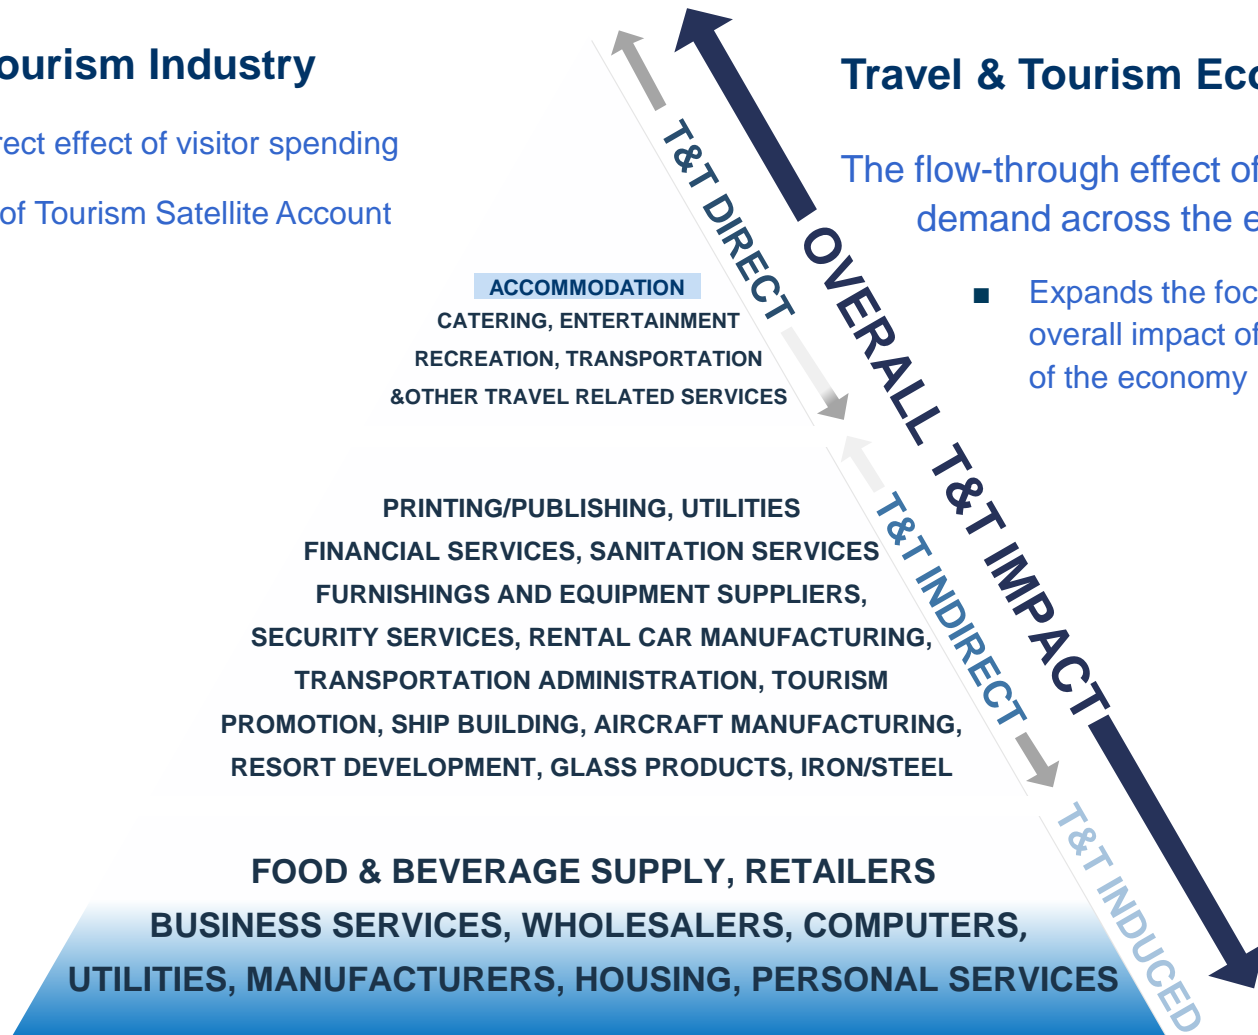 ourism Industry
rect effect of visitor spending
of Tourism Satellite Account
Travel & Tourism Eco
The flow-through effect of
demand across the e
■ Expands the foc
overall impact of
of the economy
ACCOMMODATION
CATERING, ENTERTAINMENT
RECREATION, TRANSPORTATION
&OTHER TRAVEL RELATED SERVICES
PRINTING/PUBLISHING, UTILITIES
FINANCIAL SERVICES, SANITATION SERVICES
FURNISHINGS AND EQUIPMENT SUPPLIERS,
SECURITY SERVICES, RENTAL CAR MANUFACTURING,
TRANSPORTATION ADMINISTRATION, TOURISM
PROMOTION, SHIP BUILDING, AIRCRAFT MANUFACTURING,
RESORT DEVELOPMENT, GLASS PRODUCTS, IRON/STEEL
FOOD & BEVERAGE SUPPLY, RETAILERS
BUSINESS SERVICES, WHOLESALERS, COMPUTERS,
UTILITIES, MANUFACTURERS, HOUSING, PERSONAL SERVICES
T&T DIRECT
T&T INDIRECT
T&T INDUCED
OVERALL T&T IMPACT